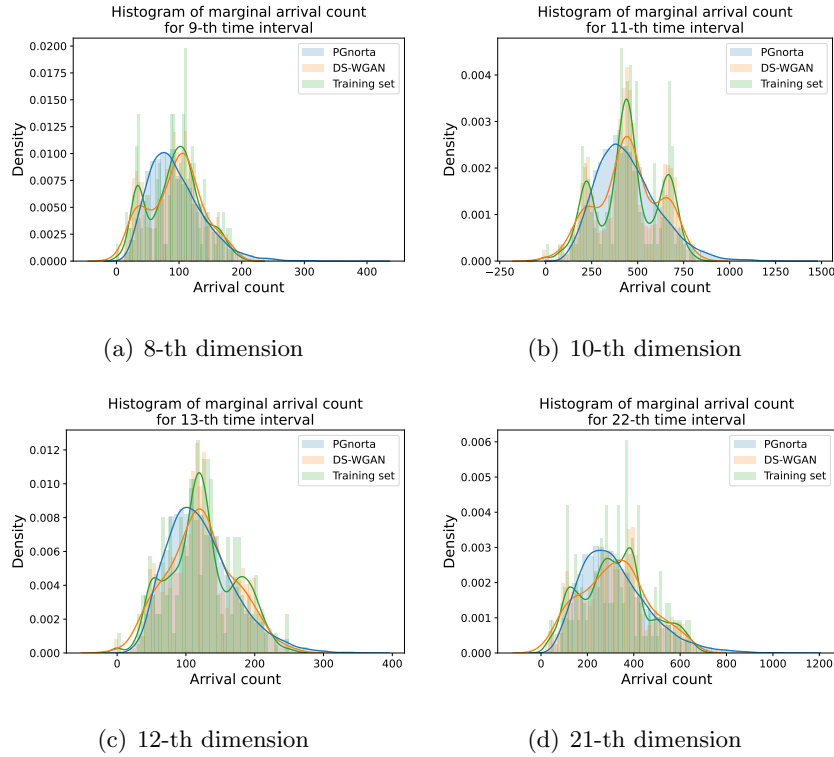 Histogram of marginal arrival count
for 9-th time interval
PGnorta
DS-WGAN
Training set
Density
0.0200
0.0175
0.0150
0.0125
0.0100
0.0075
0.0050
0.0025
0.0000
0 100 200 300 400
Arrival count
(a) 8-th dimension
Histogram of marginal arrival count
for 11-th time interval
PGnorta
DS-WGAN
Training set
Density
0.004
0.003
0.002
0.001
0.000
−250 0 250 500 750 1000 1250 1500
Arrival count
(b) 10-th dimension
Histogram of marginal arrival count
for 13-th time interval
PGnorta
DS-WGAN
Training set
Density
0.012
0.010
0.008
0.006
0.004
0.002
0.000
0 100 200 300 400
Arrival count
(c) 12-th dimension
Histogram of marginal arrival count
for 22-th time interval
PGnorta
DS-WGAN
Training set
Density
0.006
0.005
0.004
0.003
0.002
0.001
0.000
0 200 400 600 800 1000 1200
Arrival count
(d) 21-th dimension